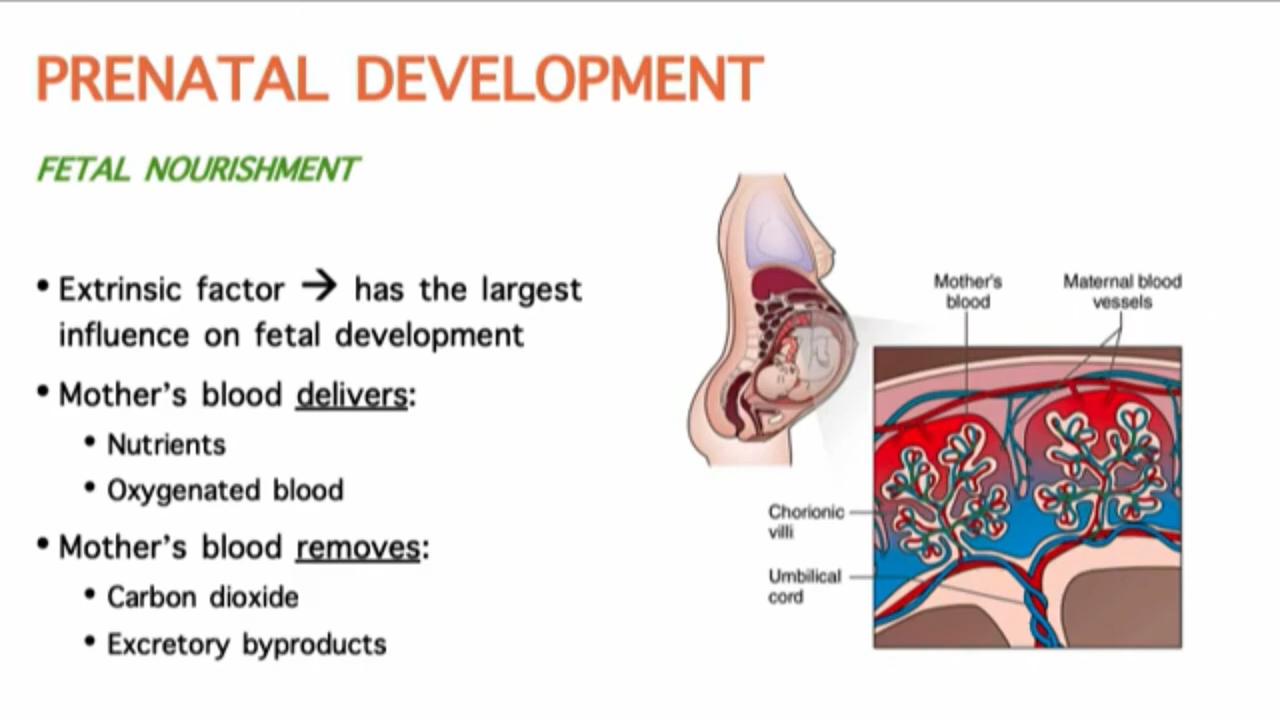 PRENATAL DEVELOPMENT
FETAL NOURISHMENT
• Extrinsic factor → has the largest
influence on fetal development
• Mother's blood delivers:
• Nutrients
• Oxygenated blood
• Mother's blood removes:
• Carbon dioxide
• Excretory byproducts
Mother's
blood
Maternal blood
vessels
Chorionic
villi
Umbilical
cord